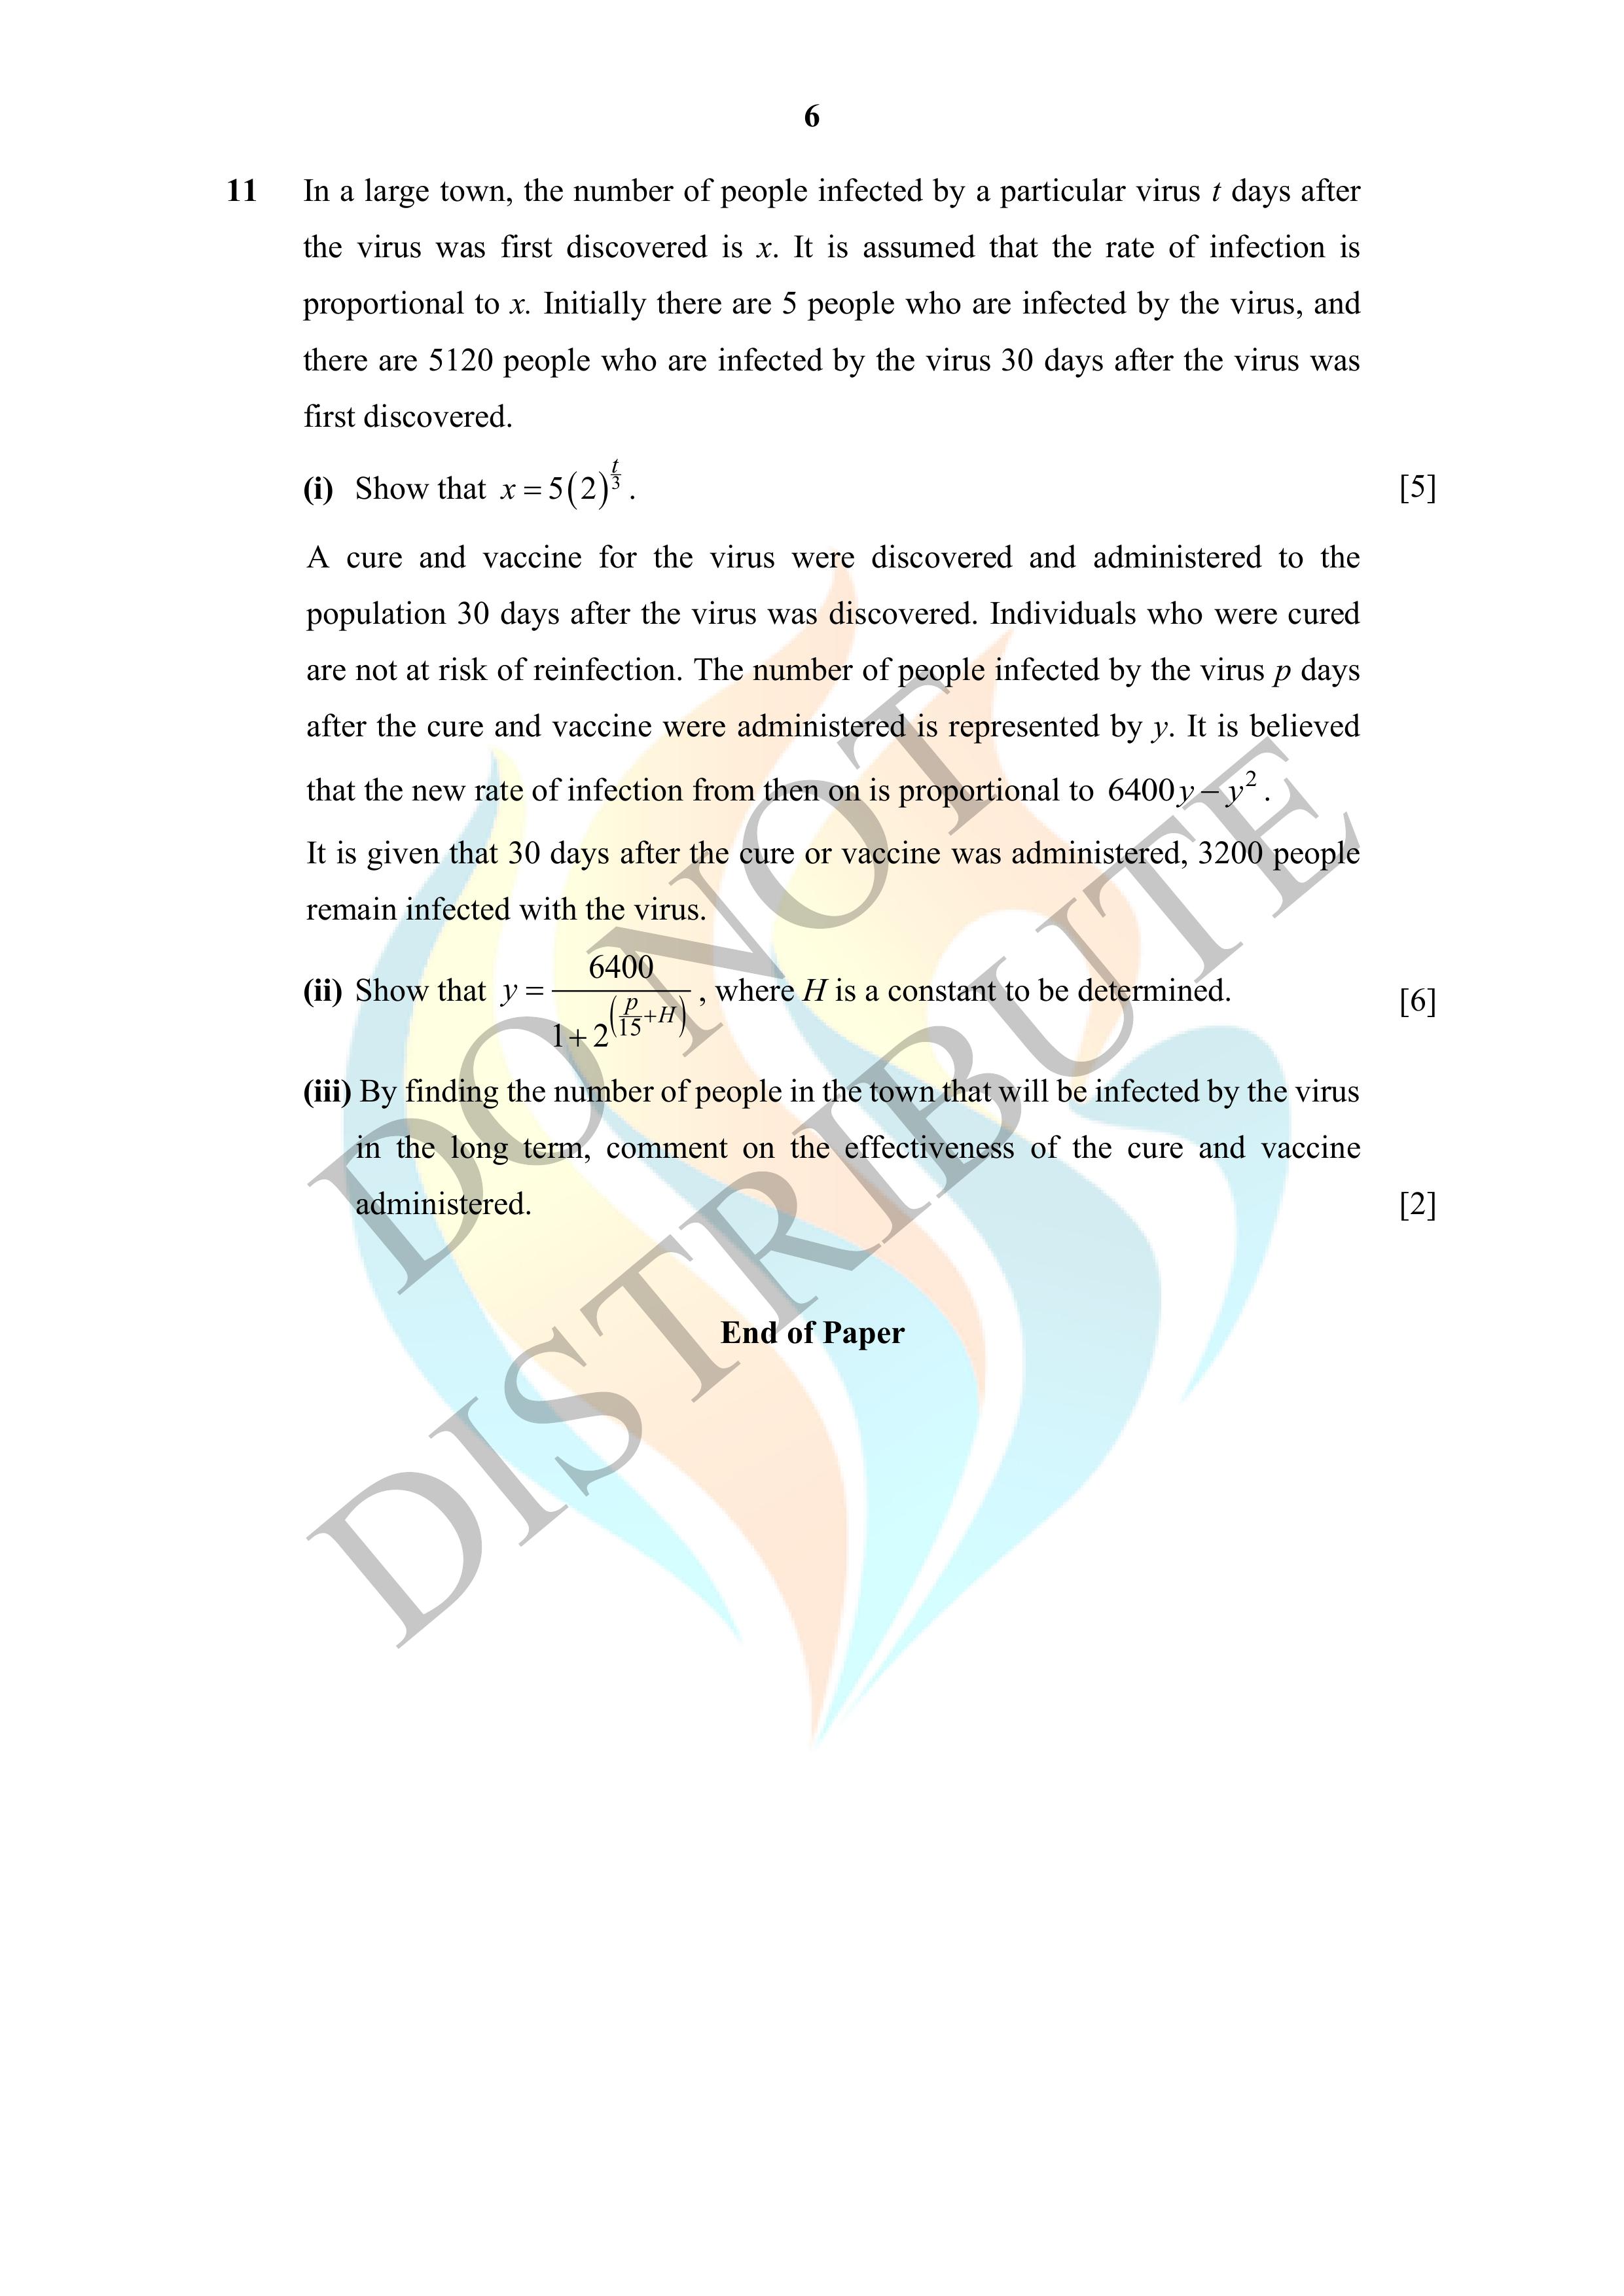 6
11 In a large town, the number of people infected by a particular virus t days after
the virus was first discovered is x. It is assumed that the rate of infection is
proportional to x. Initially there are 5 people who are infected by the virus, and
there are 5120 people who are infected by the virus 30 days after the virus was
first discovered.
(i) Show that x = 5(2)^{t/3}. [5]
A cure and vaccine for the virus were discovered and administered to the
population 30 days after the virus was discovered. Individuals who were cured
are not at risk of reinfection. The number of people infected by the virus p days
after the cure and vaccine were administered is represented by y. It is believed
that the new rate of infection from then on is proportional to 6400y − y².
It is given that 30 days after the cure or vaccine was administered, 3200 people
remain infected with the virus.
(ii) Show that y = 6400 / (1 + 2^{(p/15 + H)}), where H is a constant to be determined. [6]
(iii) By finding the number of people in the town that will be infected by the virus
in the long term, comment on the effectiveness of the cure and vaccine
administered. [2]
End of Paper
DO NOT
DISTRIBUTE